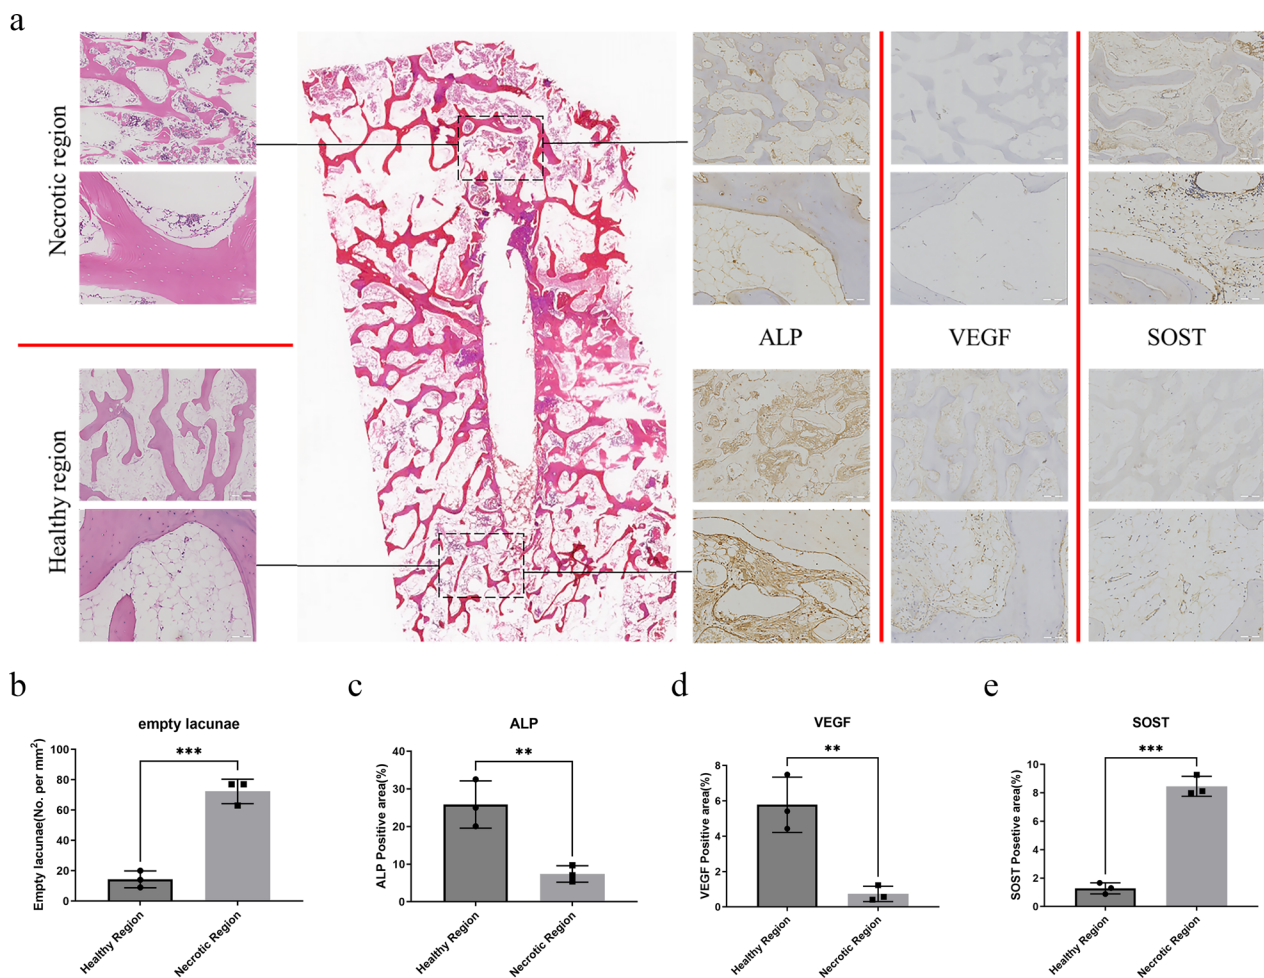 a
Necrotic region
Healthy region
ALP
VEGF
SOST
b
c
d
e
empty lacunae
***
Empty lacunae(No. per mm²)
100
80
60
40
20
0
Healthy Region
Necrotic Region
ALP
**
ALP Positive area(%)
40
30
20
10
0
Healthy Region
Necrotic Region
VEGF
**
VEGF Positive area(%)
8
6
4
2
0
Healthy Region
Necrotic Region
SOST
***
SOST Posetive area(%)
10
8
6
4
2
0
Healthy Region
Necrotic Region